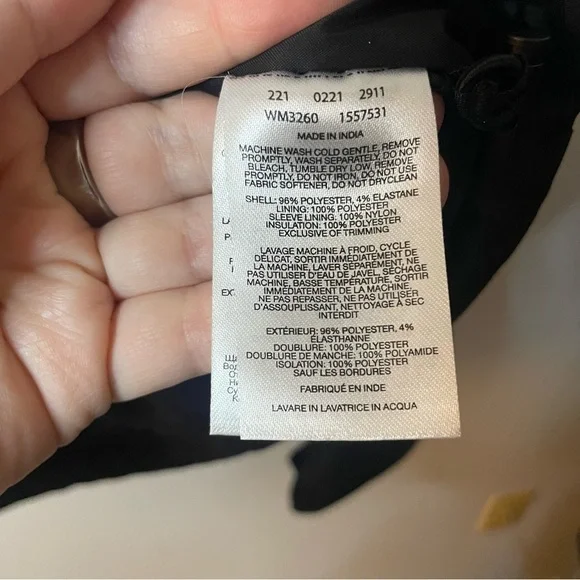 221 0221 2911
WM3260 1557531
MADE IN INDIA
MACHINE WASH COLD GENTLE, REMOVE
PROMPTLY, WASH SEPARATELY, DO NOT
BLEACH, TUMBLE DRY LOW, REMOVE
PROMPTLY, DO NOT IRON, DO NOT USE
FABRIC SOFTENER, DO NOT DRYCLEAN
SHELL: 96% POLYESTER, 4% ELASTANE
LINING: 100% POLYESTER
SLEEVE LINING: 100% NYLON
INSULATION: 100% POLYESTER
EXCLUSIVE OF TRIMMING
LAVAGE MACHINE À FROID, CYCLE
DÉLICAT, SORTIR IMMÉDIATEMENT DE
LA MACHINE, LAVER SÉPARÉMENT, NE
PAS UTILISER D'EAU DE JAVEL, SÉCHAGE
MACHINE, BASSE TEMPÉRATURE, SORTIR
IMMÉDIATEMENT DE LA MACHINE,
NE PAS REPASSER, NE PAS UTILISER
D'ASSOUPLISSANT, NETTOYAGE À SEC
INTERDIT
EXTÉRIEUR: 96% POLYESTER, 4%
ÉLASTHANNE
DOUBLURE: 100% POLYESTER
DOUBLURE DE MANCHE: 100% POLYAMIDE
ISOLATION: 100% POLYESTER
SAUF LES BORDURES
FABRIQUÉ EN INDE
LAVARE IN LAVATRICE IN ACQUA